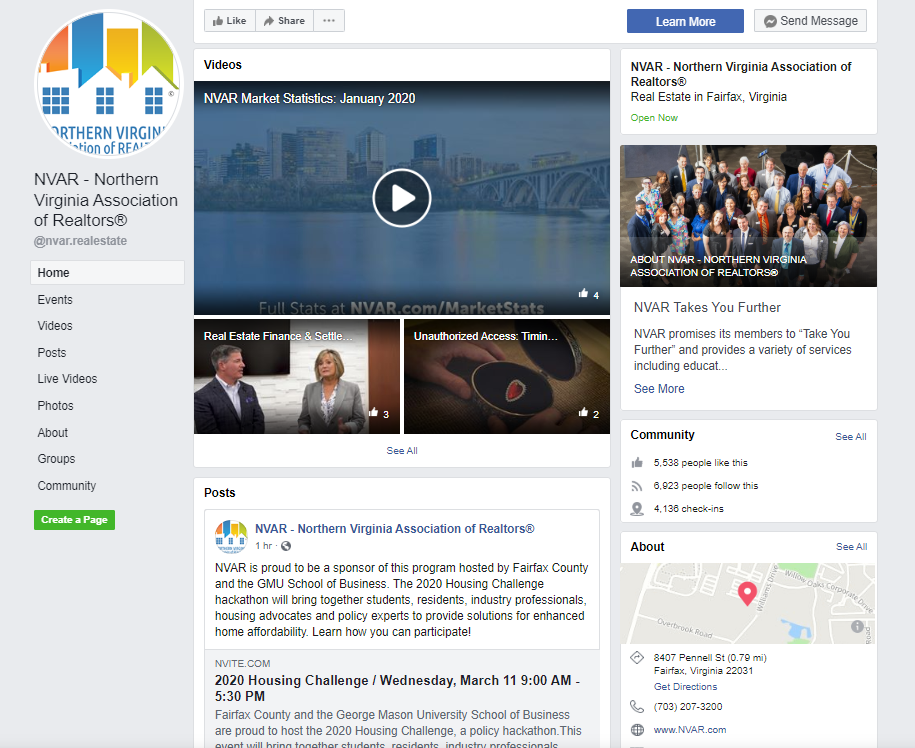 NORTHERN VIRGIN
ation of REAL
®
NVAR - Northern
Virginia Association
of Realtors®
@nvar.realestate
Home
Events
Videos
Posts
Live Videos
Photos
About
Groups
Community
Create a Page
Like
Share
...
Learn More
Send Message
Videos
NVAR Market Statistics: January 2020
Full Stats at NVAR.com/MarketStats
4
Real Estate Finance & Settle...
3
Unauthorized Access: Timin...
2
See All
Posts
NVAR - Northern Virginia Association of Realtors®
1 hr ·
NVAR is proud to be a sponsor of this program hosted by Fairfax County
and the GMU School of Business. The 2020 Housing Challenge
hackathon will bring together students, residents, industry professionals,
housing advocates and policy experts to provide solutions for enhanced
home affordability. Learn how you can participate!
NVITE.COM
2020 Housing Challenge / Wednesday, March 11 9:00 AM -
5:30 PM
Fairfax County and the George Mason University School of Business
are proud to host the 2020 Housing Challenge, a policy hackathon.This
event will bring together students, residents, industry professionals,
NVAR - Northern Virginia Association of
Realtors®
Real Estate in Fairfax, Virginia
Open Now
ABOUT NVAR - NORTHERN VIRGINIA
ASSOCIATION OF REALTORS®
NVAR Takes You Further
NVAR promises its members to “Take You
Further” and provides a variety of services
including educat...
See More
Community
See All
5,538 people like this
6,923 people follow this
4,136 check-ins
About
See All
Willow Oaks Corporate Drive
Williams Drive
Overbrook Road
8407 Pennell St (0.79 mi)
Fairfax, Virginia 22031
Get Directions
(703) 207-3200
www.NVAR.com